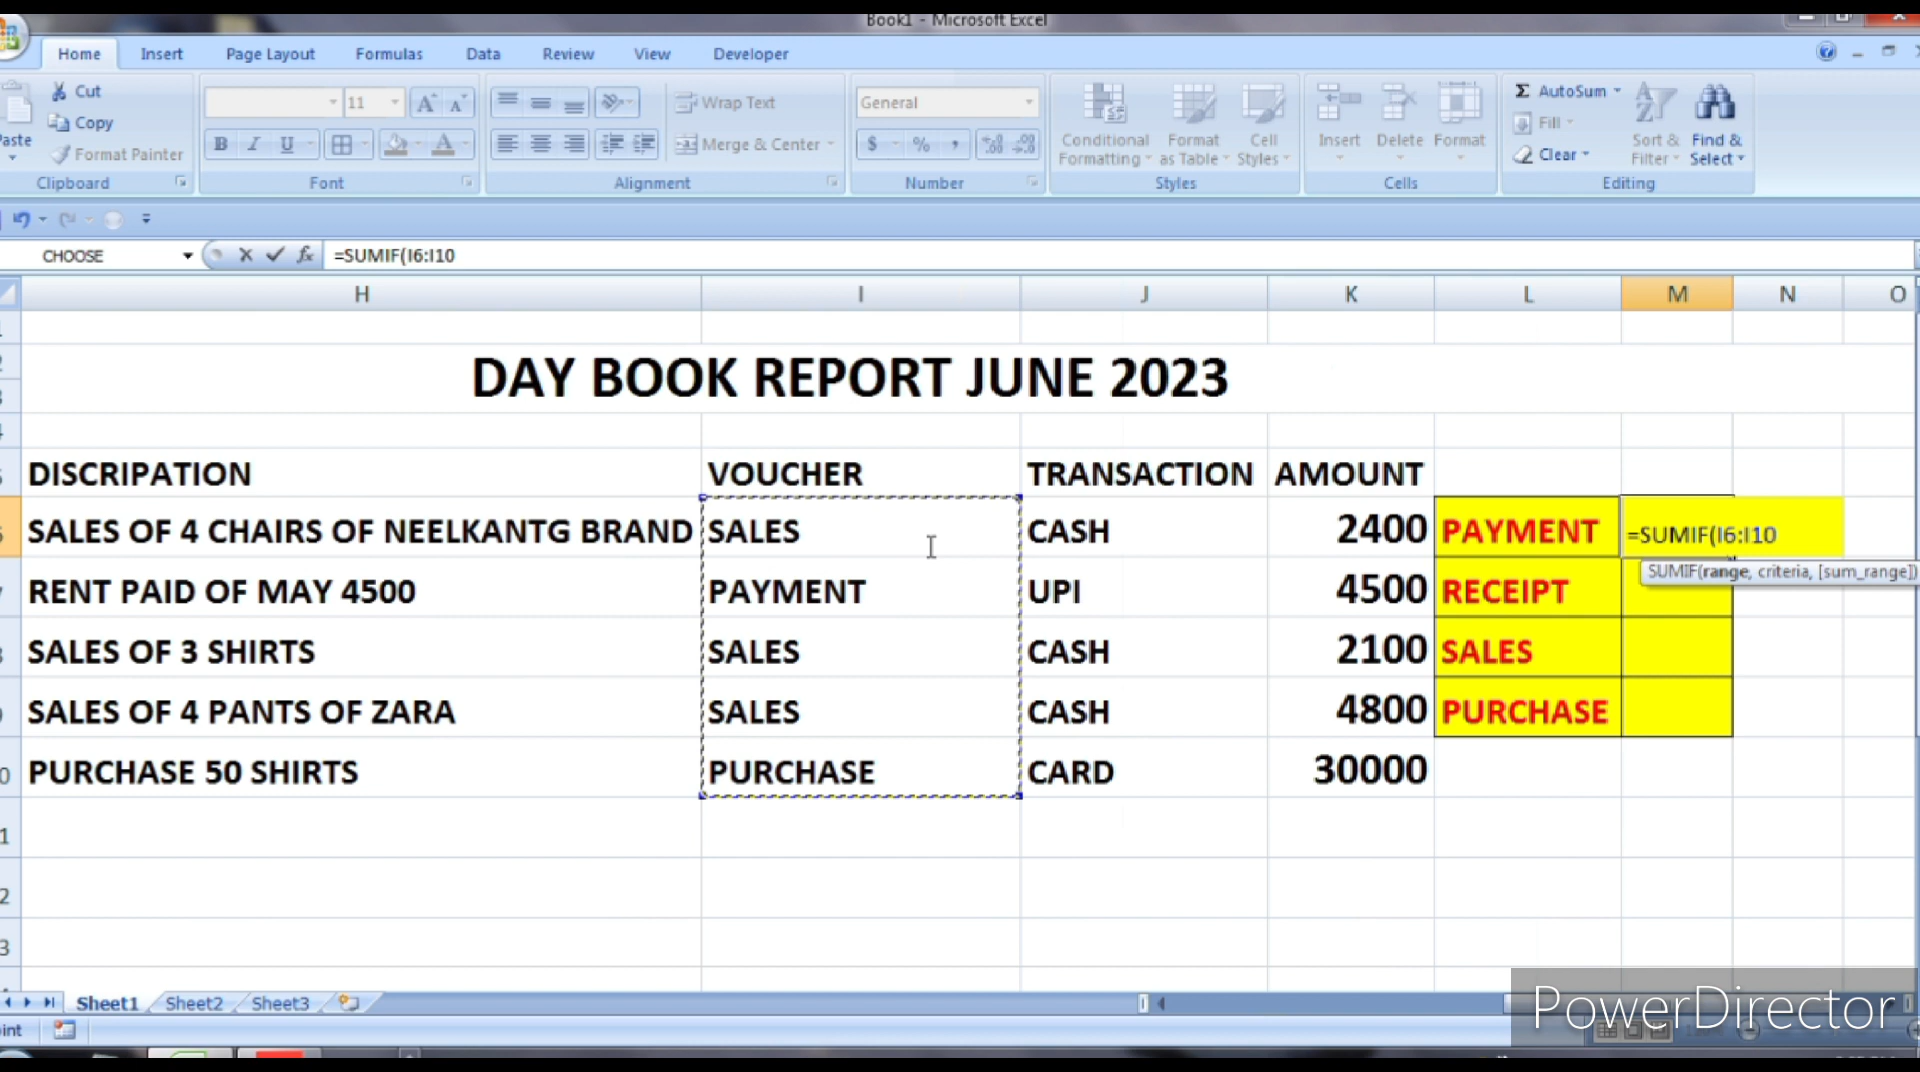 Book1 - Microsoft Excel
Home Insert Page Layout Formulas Data Review View Developer
Cut
Copy
Format Painter
Clipboard
11
B I U
Font
Wrap Text
Merge & Center
Alignment
General
$ % ,
Number
Conditional Formatting
Format as Table
Cell Styles
Styles
Insert Delete Format
Cells
Σ AutoSum
Fill
Clear
Sort & Filter
Find & Select
Editing
CHOOSE fx =SUMIF(I6:I10
H I J K L M N O
DAY BOOK REPORT JUNE 2023
DISCRIPATION VOUCHER TRANSACTION AMOUNT
SALES OF 4 CHAIRS OF NEELKANTG BRAND SALES CASH 2400 PAYMENT =SUMIF(I6:I10
SUMIF(range, criteria, [sum_range])
RENT PAID OF MAY 4500 PAYMENT UPI 4500 RECEIPT
SALES OF 3 SHIRTS SALES CASH 2100 SALES
SALES OF 4 PANTS OF ZARA SALES CASH 4800 PURCHASE
PURCHASE 50 SHIRTS PURCHASE CARD 30000
Sheet1 Sheet2 Sheet3
PowerDirector